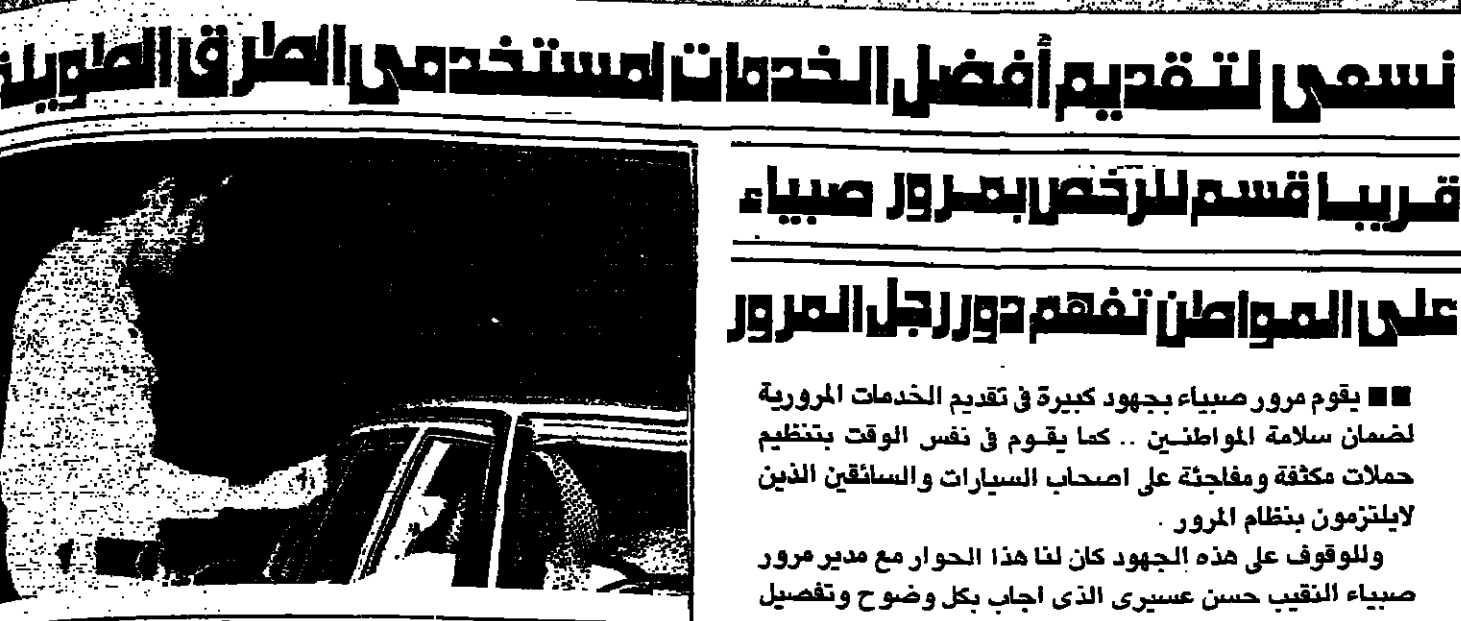 نسعى لتقديم أفضل الخدمات لمستخدمى الطرق الطويلة
قريبا قسم للرخص بمرور صبياء
على المواطن تفهم دور رجل المرور
■■ يقوم مرور صبياء بجهود كبيرة في تقديم الخدمات المرورية
لضمان سلامة المواطنين .. كما يقوم في نفس الوقت بتنظيم
حملات مكثفة ومفاجئة على اصحاب السيارات والسائقين الذين
لايلتزمون بنظام المرور .
وللوقوف على هذه الجهود كان لنا هذا الحوار مع مدير مرور
صبياء النقيب حسن عسيرى الذى اجاب بكل وضوح وتفصيل